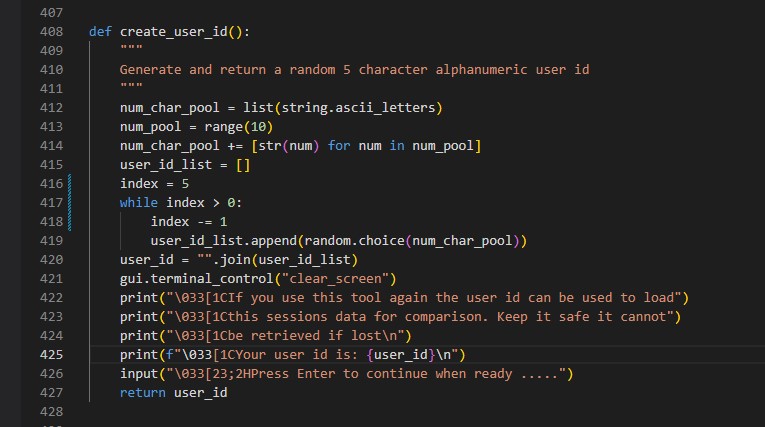 407
408 def create_user_id():
409     """
410     Generate and return a random 5 character alphanumeric user id
411     """
412     num_char_pool = list(string.ascii_letters)
413     num_pool = range(10)
414     num_char_pool += [str(num) for num in num_pool]
415     user_id_list = []
416     index = 5
417     while index > 0:
418         index -= 1
419         user_id_list.append(random.choice(num_char_pool))
420     user_id = "".join(user_id_list)
421     gui.terminal_control("clear_screen")
422     print("\033[1CIf you use this tool again the user id can be used to load")
423     print("\033[1Cthis sessions data for comparison. Keep it safe it cannot")
424     print("\033[1Cbe retrieved if lost\n")
425     print(f"\033[1CYour user id is: {user_id}\n")
426     input("\033[23;2HPress Enter to continue when ready .....")
427     return user_id
428